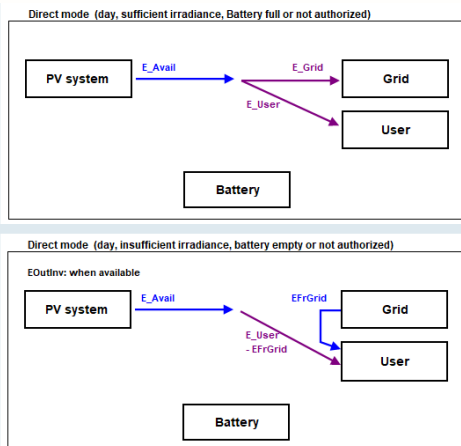 Direct mode (day, sufficient irradiance, Battery full or not authorized)
E_Avail
E_Grid
PV system
Grid
E_User
User
Battery
Direct mode (day, insufficient irradiance, battery empty or not authorized)
EOutInv: when available
E_Avail
EFrGrid
PV system
Grid
E_User
- EFrGrid
User
Battery